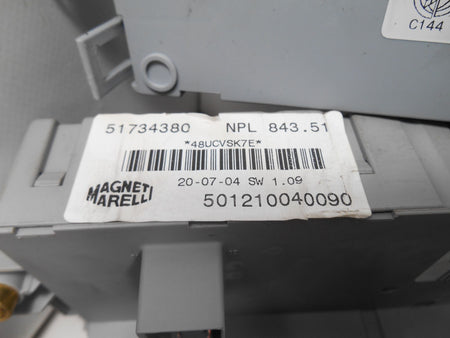 C144
51734380 NPL 843.51
*48UCVSK7E*
20-07-04 SW 1.09
MAGNETI
MARELLI
501210040090